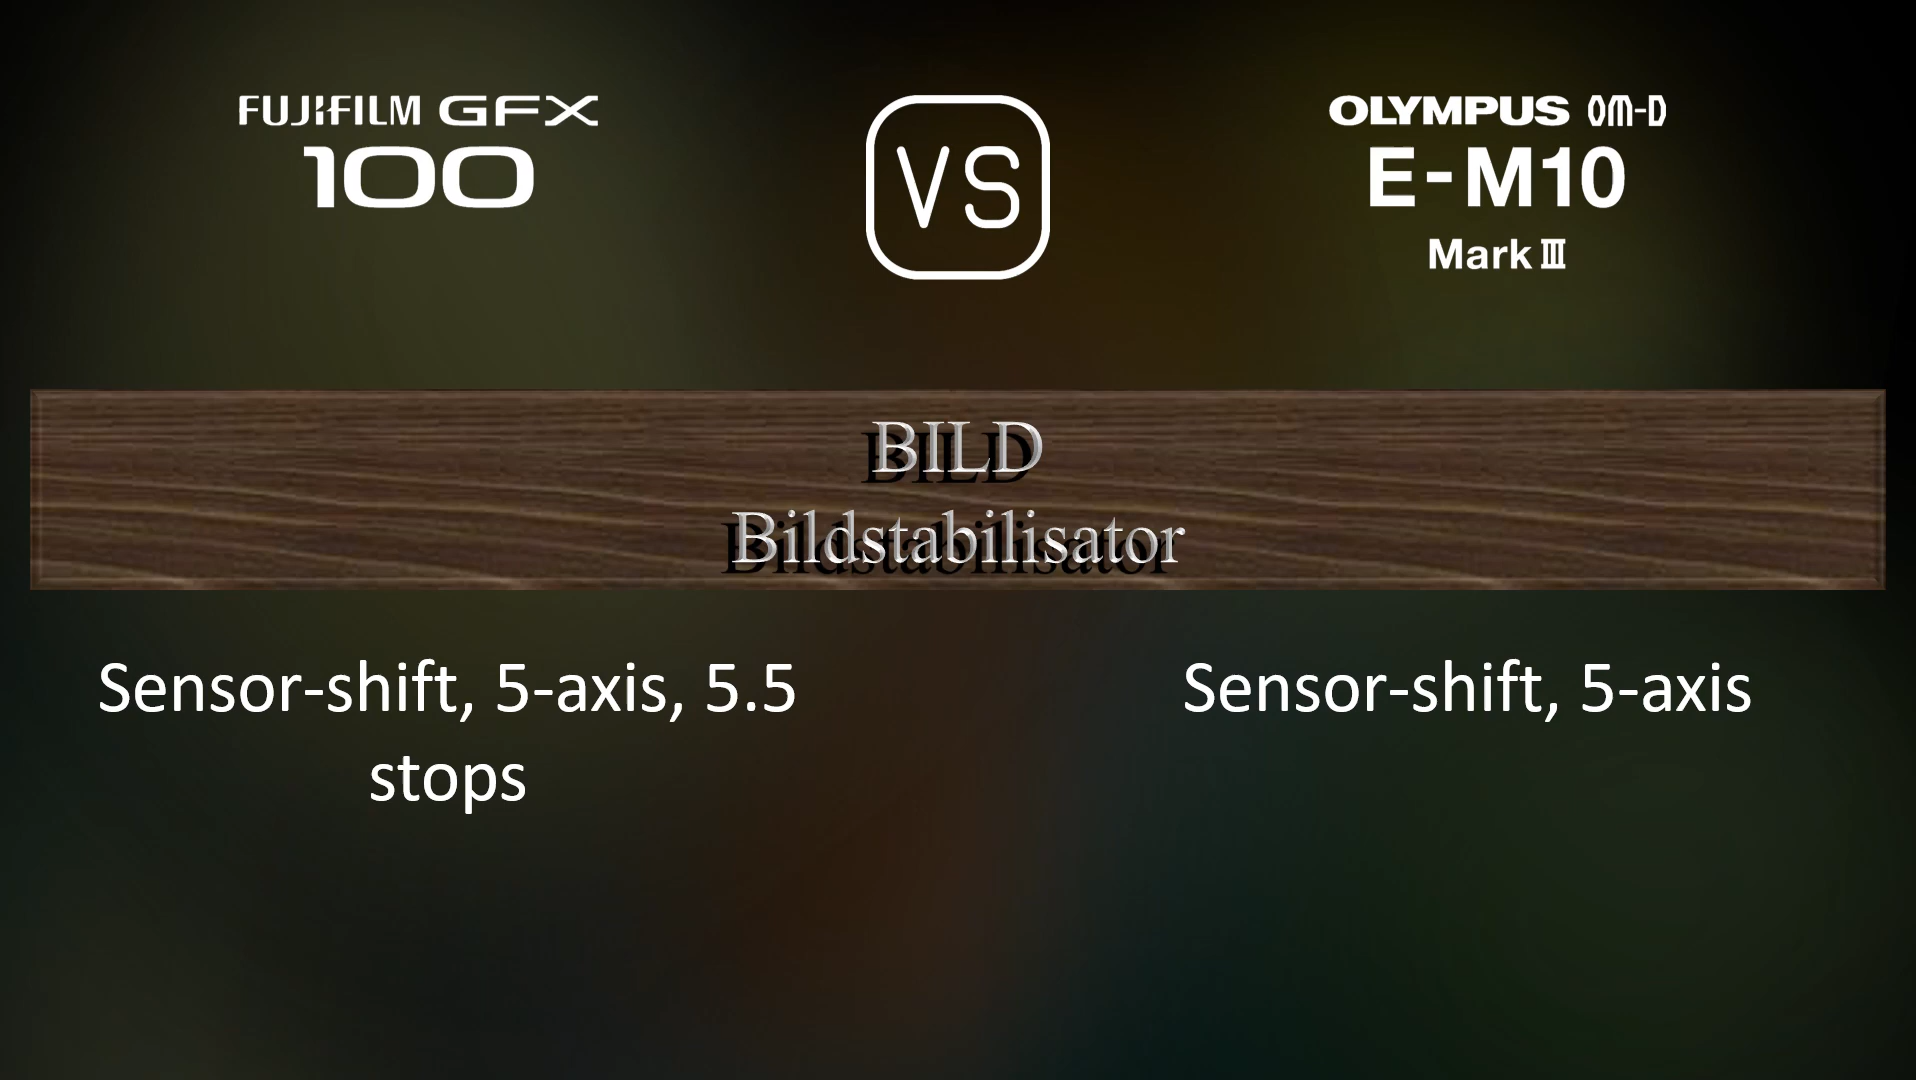 FUJIFILM GFX
100
VS
OLYMPUS OM-D
E-M10
Mark III
BILD
Bildstabilisator
Sensor-shift, 5-axis, 5.5
stops
Sensor-shift, 5-axis